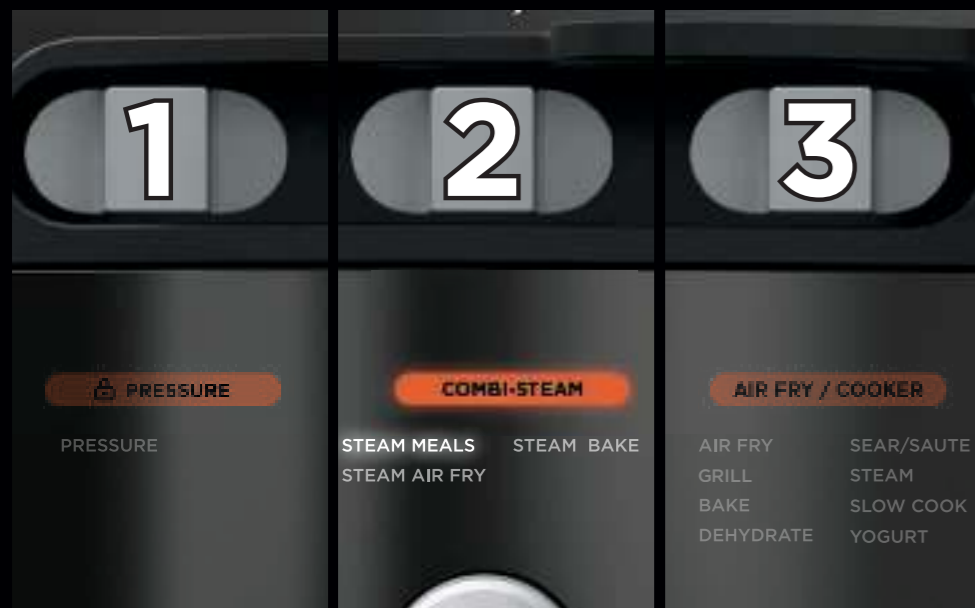 1 2 3
PRESSURE COMBI-STEAM AIR FRY / COOKER
PRESSURE STEAM MEALS STEAM BAKE AIR FRY SEAR/SAUTE
STEAM AIR FRY GRILL STEAM
BAKE SLOW COOK
DEHYDRATE YOGURT